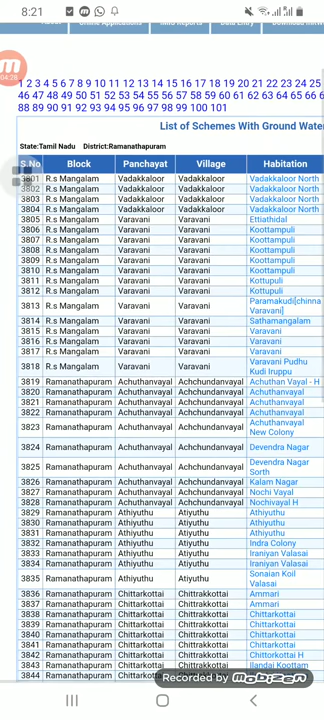 8:21
Online Applications MIS Reports Data Entry
04:28
1 2 3 4 5 6 7 8 9 10 11 12 13 14 15 16 17 18 19 20 21 22 23 24 25
46 47 48 49 50 51 52 53 54 55 56 57 58 59 60 61 62 63 64 65 66
88 89 90 91 92 93 94 95 96 97 98 99 100 101
List of Schemes With Ground Water
State:Tamil Nadu District:Ramanathapuram
S.No Block Panchayat Village Habitation
3801 R.s Mangalam Vadakkaloor Vadakkaloor Vadakkaloor North
3802 R.s Mangalam Vadakkaloor Vadakkaloor Vadakkaloor North
3803 R.s Mangalam Vadakkaloor Vadakkaloor Vadakkaloor North
3804 R.s Mangalam Vadakkaloor Vadakkaloor Vadakkaloor North
3805 R.s Mangalam Varavani Varavani Ettiathidal
3806 R.s Mangalam Varavani Varavani Koottampuli
3807 R.s Mangalam Varavani Varavani Koottampuli
3808 R.s Mangalam Varavani Varavani Koottampuli
3809 R.s Mangalam Varavani Varavani Koottampuli
3810 R.s Mangalam Varavani Varavani Koottampuli
3811 R.s Mangalam Varavani Varavani Kottupuli
3812 R.s Mangalam Varavani Varavani Kottupuli
3813 R.s Mangalam Varavani Varavani Paramakudi[chinna
Varavani]
3814 R.s Mangalam Varavani Varavani Sathamangalam
3815 R.s Mangalam Varavani Varavani Varavani
3816 R.s Mangalam Varavani Varavani Varavani
3817 R.s Mangalam Varavani Varavani Varavani
3818 R.s Mangalam Varavani Varavani Varavani Pudhu
Kudi Iruppu
3819 Ramanathapuram Achuthanvayal Achchundanvayal Achuthan Vayal - H
3820 Ramanathapuram Achuthanvayal Achchundanvayal Achuthanvayal
3821 Ramanathapuram Achuthanvayal Achchundanvayal Achuthanvayal
3822 Ramanathapuram Achuthanvayal Achchundanvayal Achuthanvayal
3823 Ramanathapuram Achuthanvayal Achchundanvayal Achuthanvayal
New Colony
3824 Ramanathapuram Achuthanvayal Achchundanvayal Devendra Nagar
3825 Ramanathapuram Achuthanvayal Achchundanvayal Devendra Nagar
Sorth
3826 Ramanathapuram Achuthanvayal Achchundanvayal Kalam Nagar
3827 Ramanathapuram Achuthanvayal Achchundanvayal Nochi Vayal
3828 Ramanathapuram Achuthanvayal Achchundanvayal Nochivayal H
3829 Ramanathapuram Athiyuthu Atiyuthu Athiyuthu
3830 Ramanathapuram Athiyuthu Atiyuthu Athiyuthu
3831 Ramanathapuram Athiyuthu Atiyuthu Athiyuthu
3832 Ramanathapuram Athiyuthu Atiyuthu Indra Colony
3833 Ramanathapuram Athiyuthu Atiyuthu Iraniyan Valasai
3834 Ramanathapuram Athiyuthu Atiyuthu Iraniyan Valasai
3835 Ramanathapuram Athiyuthu Atiyuthu Sonaian Koil
Valasai
3836 Ramanathapuram Chittarkottai Chittrakkottai Ammari
3837 Ramanathapuram Chittarkottai Chittrakkottai Ammari
3838 Ramanathapuram Chittarkottai Chittrakkottai Chittarkottai
3839 Ramanathapuram Chittarkottai Chittrakkottai Chittarkottai
3840 Ramanathapuram Chittarkottai Chittrakkottai Chittarkottai
3841 Ramanathapuram Chittarkottai Chittrakkottai Chittarkottai
3842 Ramanathapuram Chittarkottai Chittrakkottai Chittarkottai H
3843 Ramanathapuram Chittarkottai Chittrakkottai Ilandai Koottam
3844 Ramanathapuram Chittarkottai
Recorded by Mobizen